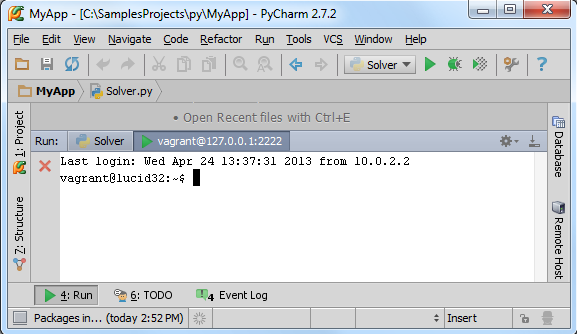 MyApp - [C:\SamplesProjects\py\MyApp] - PyCharm 2.7.2
File Edit View Navigate Code Refactor Run Tools VCS Window Help
Solver
MyApp Solver.py
• Open Recent files with Ctrl+E
1: Project
7: Structure
Run: Solver vagrant@127.0.0.1:2222
Last login: Wed Apr 24 13:37:31 2013 from 10.0.2.2
vagrant@lucid32:~$
Database
Remote Host
4: Run 6: TODO 4 Event Log
Packages in... (today 2:52 PM) Insert